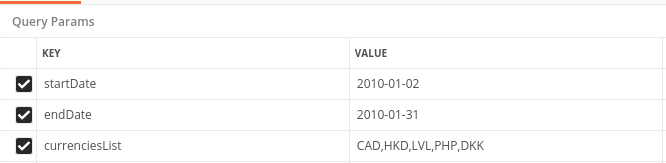 Query Params
KEY VALUE
startDate 2010-01-02
endDate 2010-01-31
currenciesList CAD,HKD,LVL,PHP,DKK